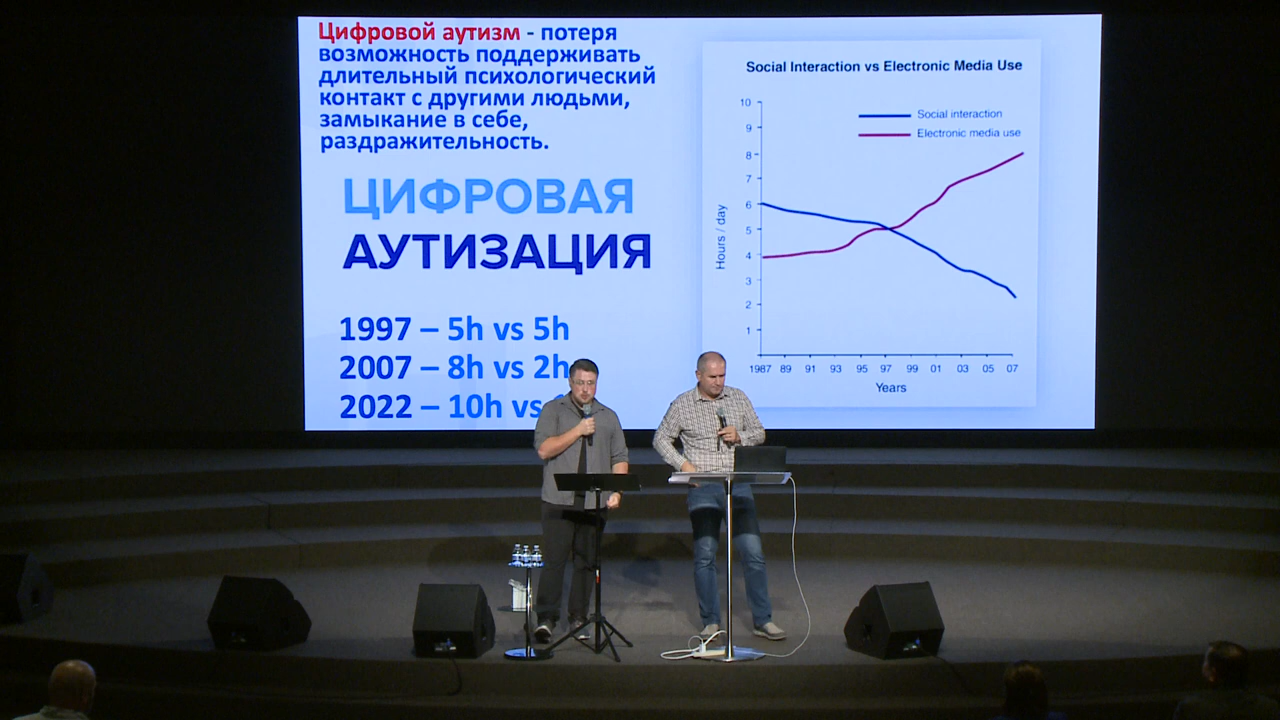 Цифровой аутизм - потеря
возможность поддерживать
длительный психологический
контакт с другими людьми,
замыкание в себе,
раздражительность.
ЦИФРОВАЯ
АУТИЗАЦИЯ
1997 – 5h vs 5h
2007 – 8h vs 2h
2022 – 10h vs
Social Interaction vs Electronic Media Use
Social interaction
Electronic media use
10
9
8
7
6
5
4
3
2
1
Hours / day
1987 89 91 93 95 97 99 01 03 05 07
Years